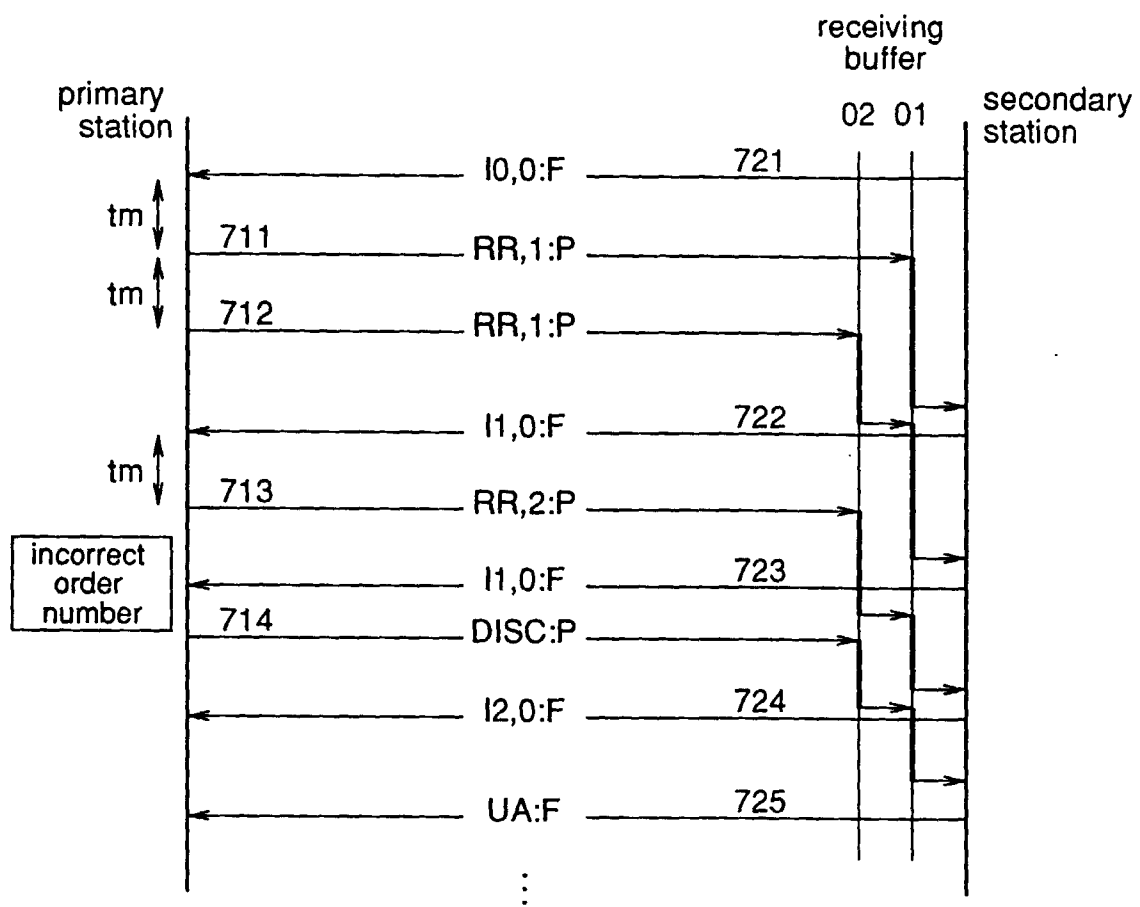 receiving
buffer
primary
station
02 01
secondary
station
I0,0:F
721
tm
711
RR,1:P
tm
712
RR,1:P
I1,0:F
722
tm
713
RR,2:P
incorrect
order
number
I1,0:F
723
714
DISC:P
I2,0:F
724
UA:F
725